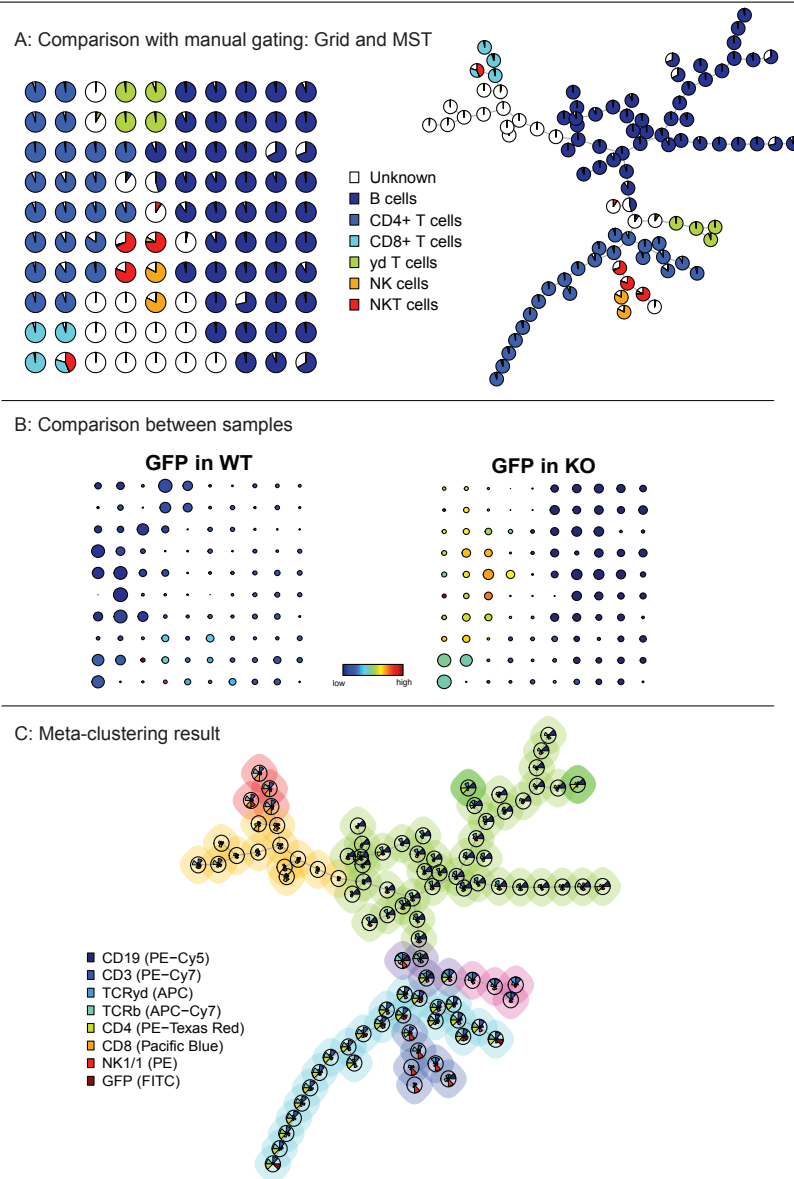 A: Comparison with manual gating: Grid and MST
Unknown
B cells
CD4+ T cells
CD8+ T cells
yd T cells
NK cells
NKT cells
B: Comparison between samples
GFP in WT
GFP in KO
low
high
C: Meta-clustering result
CD19 (PE−Cy5)
CD3 (PE−Cy7)
TCRyd (APC)
TCRb (APC−Cy7)
CD4 (PE−Texas Red)
CD8 (Pacific Blue)
NK1/1 (PE)
GFP (FITC)